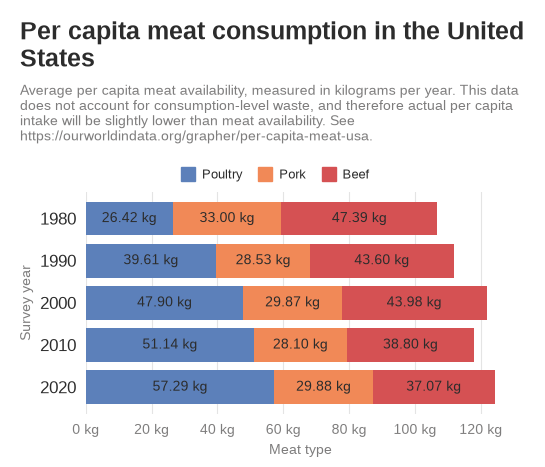 Per capita meat consumption in the United
States
Average per capita meat availability, measured in kilograms per year. This data
does not account for consumption-level waste, and therefore actual per capita
intake will be slightly lower than meat availability. See
https://ourworldindata.org/grapher/per-capita-meat-usa.
Poultry Pork Beef
Survey year
1980 26.42 kg 33.00 kg 47.39 kg
1990 39.61 kg 28.53 kg 43.60 kg
2000 47.90 kg 29.87 kg 43.98 kg
2010 51.14 kg 28.10 kg 38.80 kg
2020 57.29 kg 29.88 kg 37.07 kg
0 kg 20 kg 40 kg 60 kg 80 kg 100 kg 120 kg
Meat type